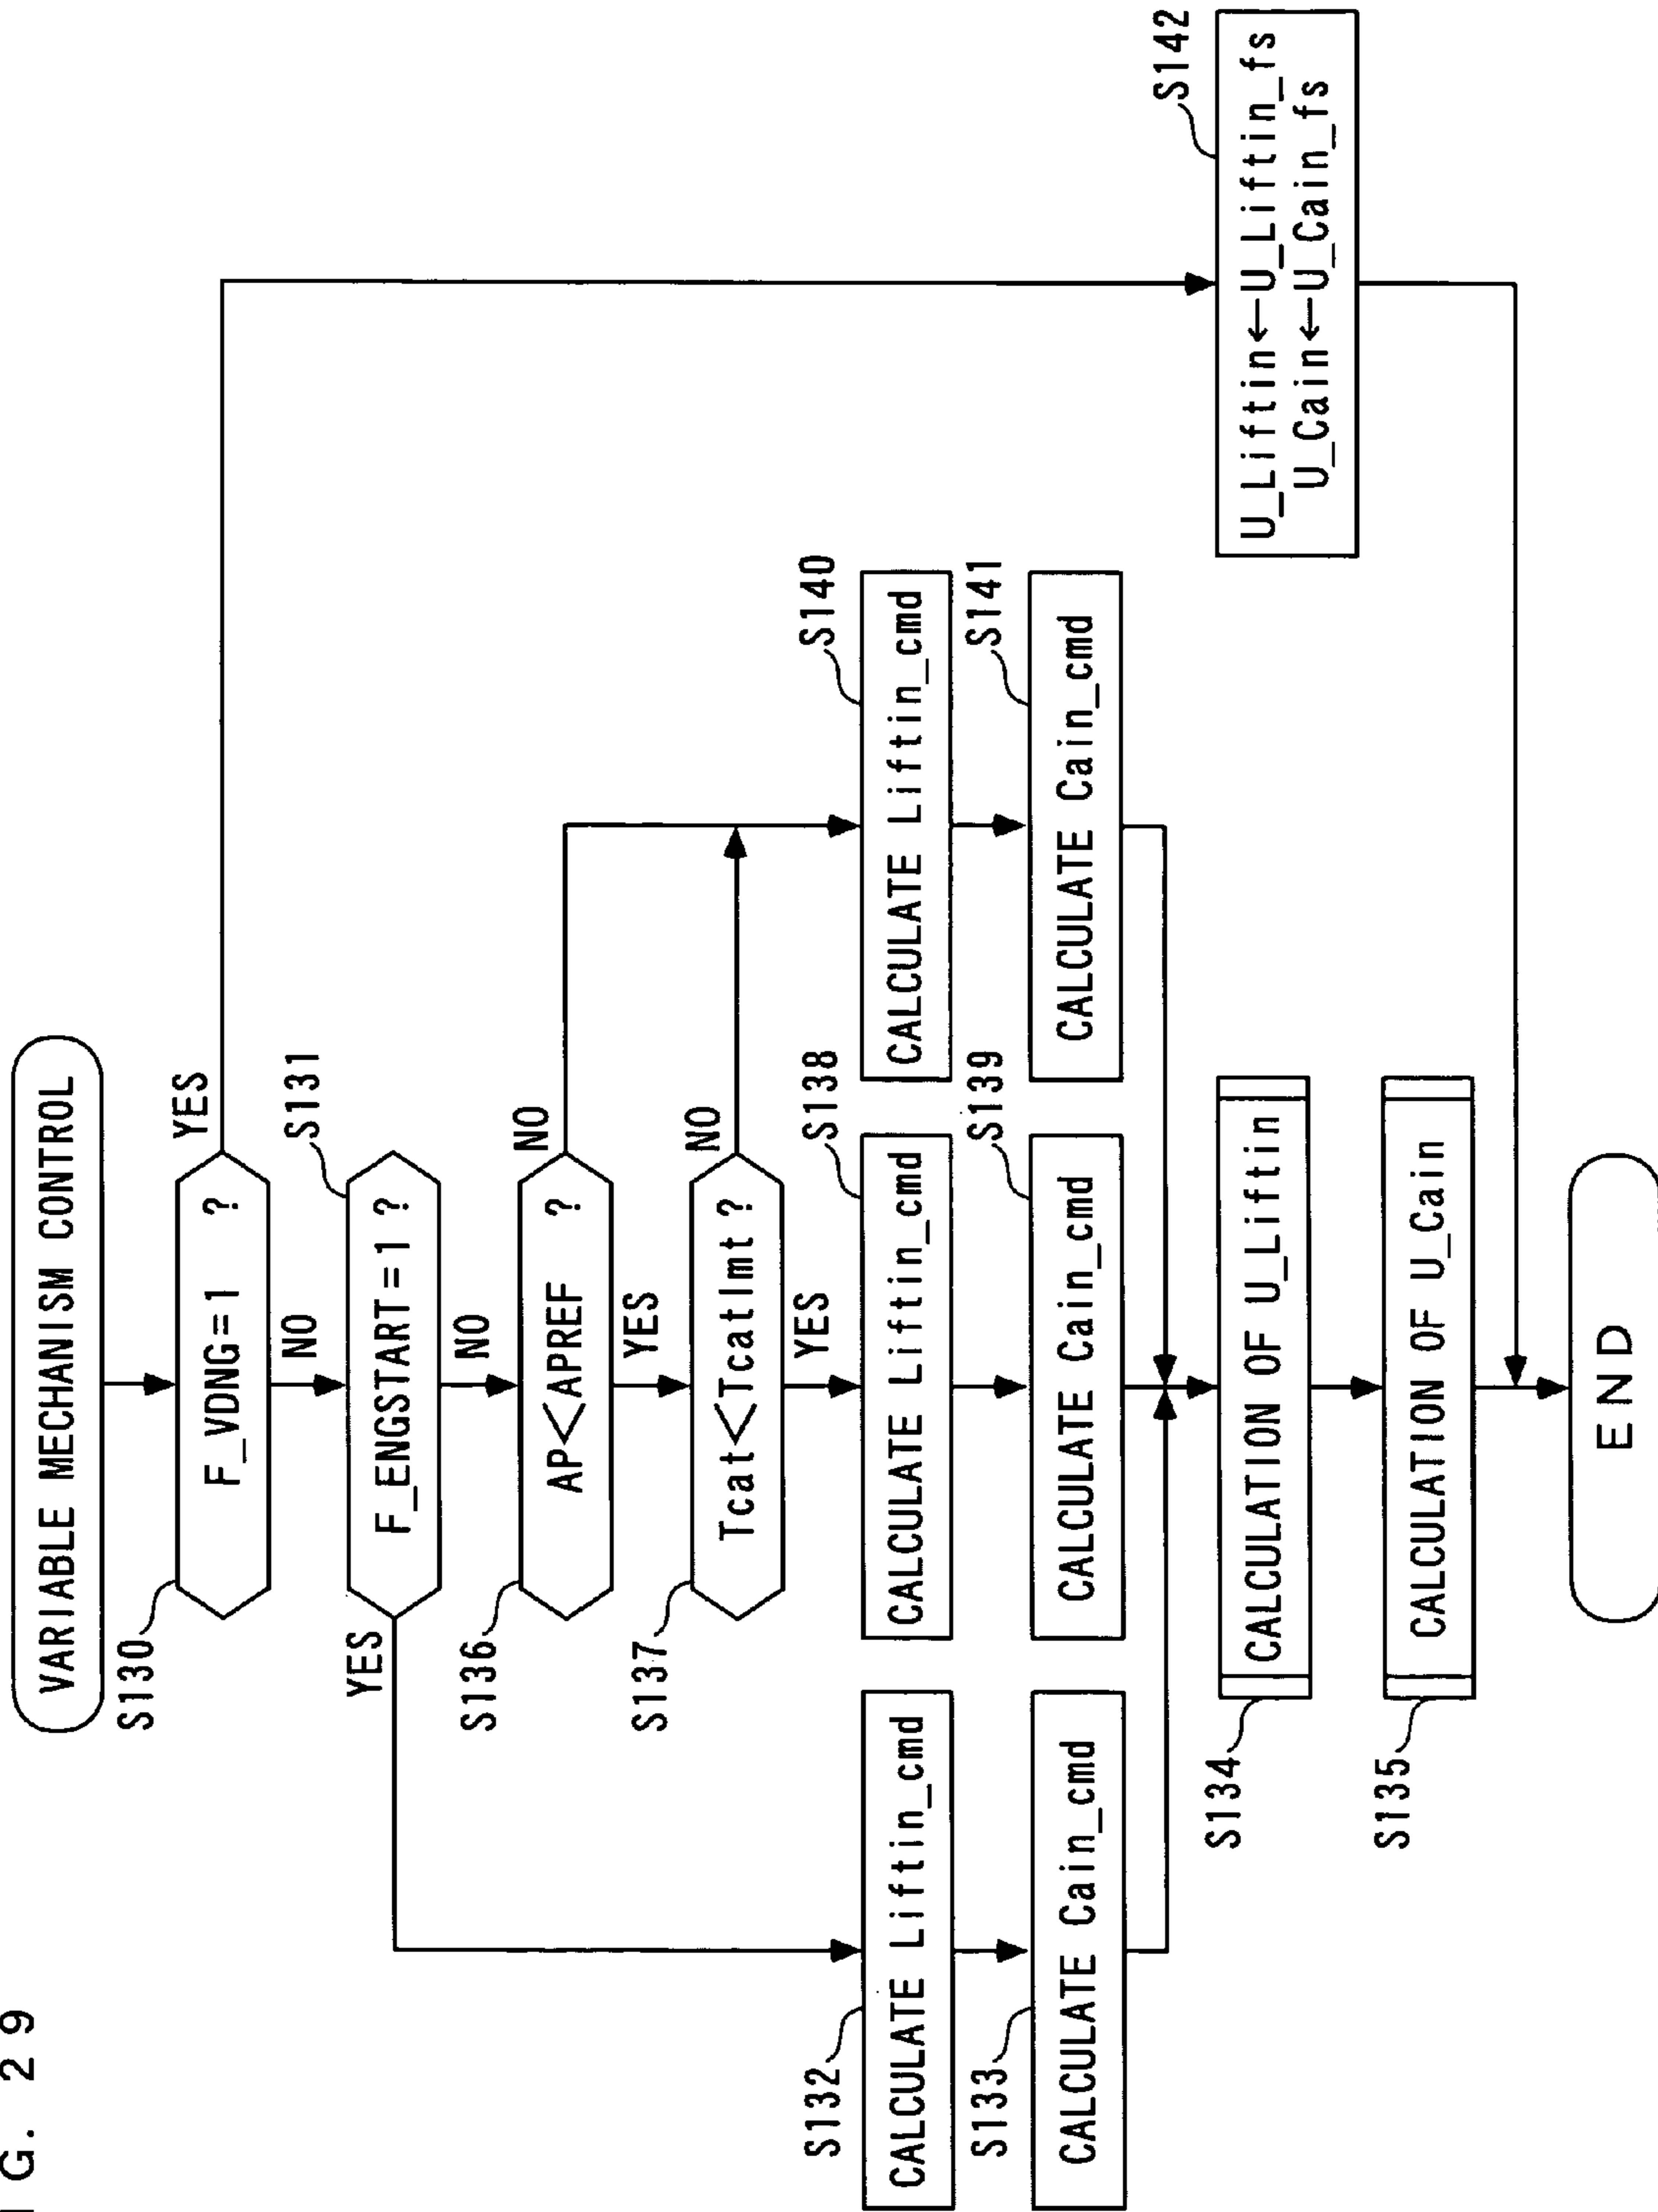 IG. 29
VARIABLE MECHANISM CONTROL
S130
F_VDNG=1 ?
YES
NO
S131
F_ENGSTART=1 ?
YES
NO
S136
AP<APREF ?
NO
YES
S137
Tcat<Tcatlmt ?
NO
YES
S132
CALCULATE Liftin_cmd
S138
CALCULATE Liftin_cmd
S140
CALCULATE Liftin_cmd
S133
CALCULATE Cain_cmd
S139
CALCULATE Cain_cmd
S141
CALCULATE Cain_cmd
S134
CALCULATION OF U_Liftin
S142
U_Liftin←U_Liftin_fs
U_Cain←U_Cain_fs
S135
CALCULATION OF U_Cain
END